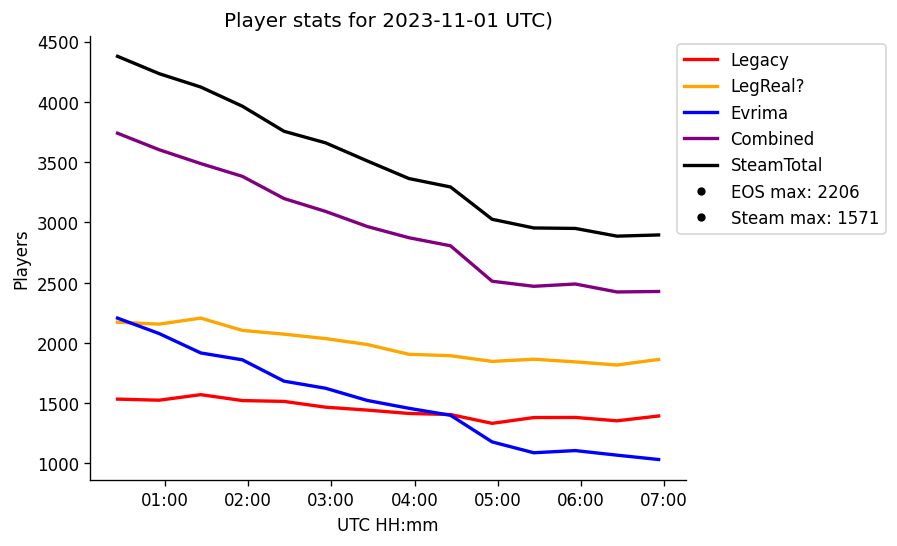 Player stats for 2023-11-01 UTC)
4500
4000
3500
3000
2500
2000
1500
1000
Players
01:00 02:00 03:00 04:00 05:00 06:00 07:00
UTC HH:mm
Legacy
LegReal?
Evrima
Combined
SteamTotal
EOS max: 2206
Steam max: 1571